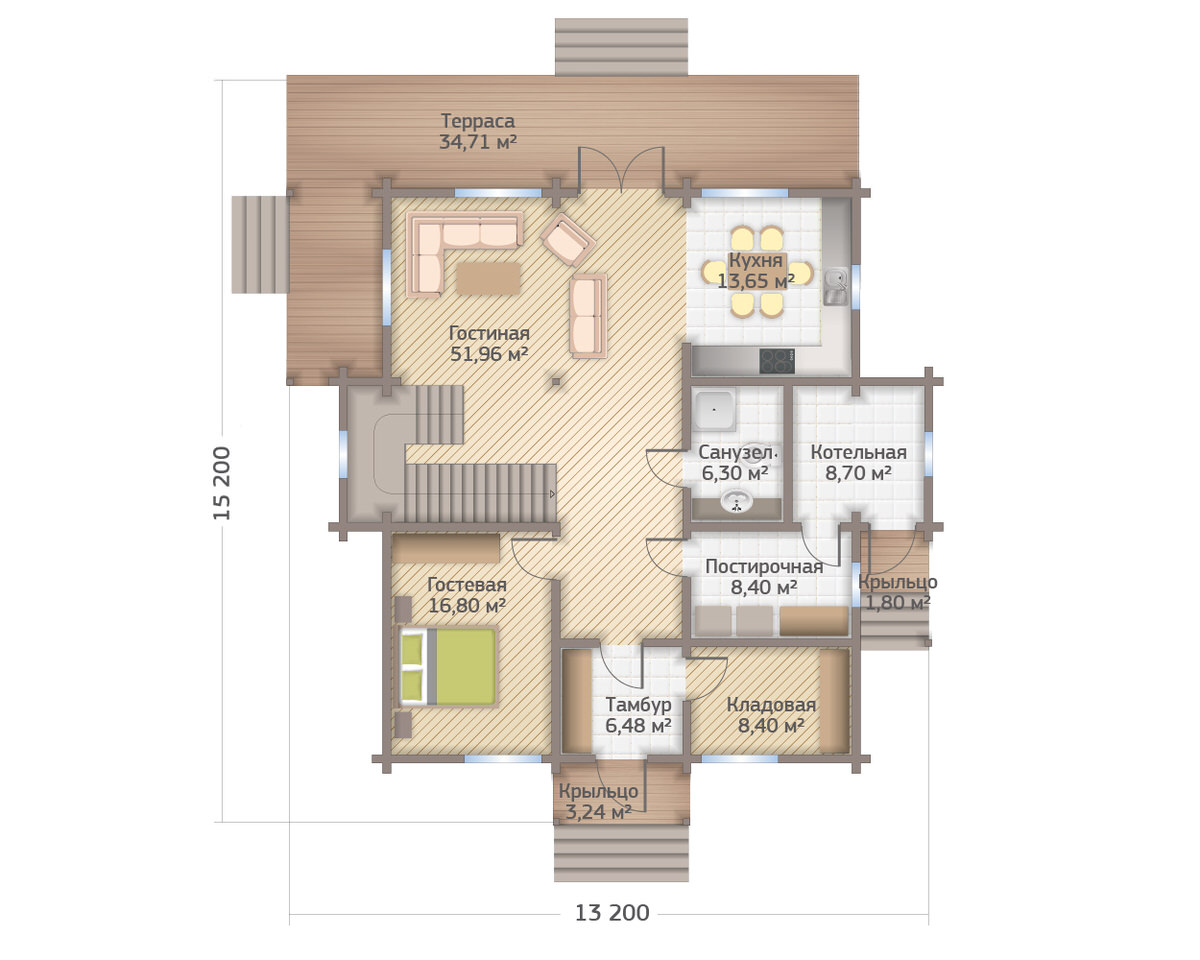 Терраса
34,71 м²
Кухня
13,65 м²
Гостиная
51,96 м²
Санузел
6,30 м²
Котельная
8,70 м²
15 200
Постирочная
8,40 м²
Крыльцо
1,80 м²
Гостевая
16,80 м²
Тамбур
6,48 м²
Кладовая
8,40 м²
Крыльцо
3,24 м²
13 200